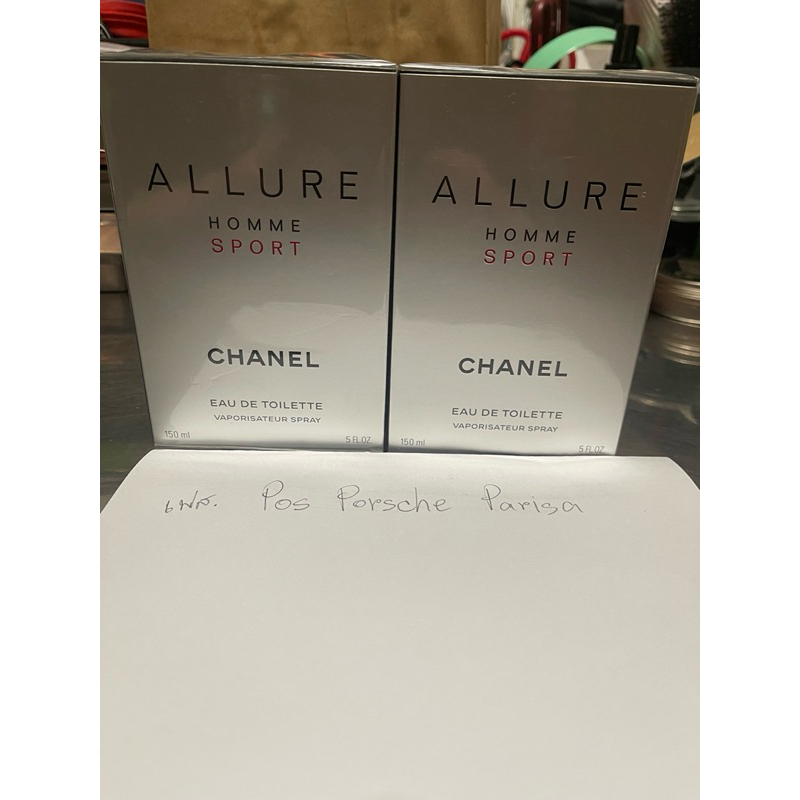 ALLURE
HOMME
SPORT
CHANEL
EAU DE TOILETTE
VAPORISATEUR SPRAY
150 ml 5 FL.OZ.
ALLURE
HOMME
SPORT
CHANEL
EAU DE TOILETTE
VAPORISATEUR SPRAY
150 ml 5 FL.OZ.
Pos Porsche Parisa